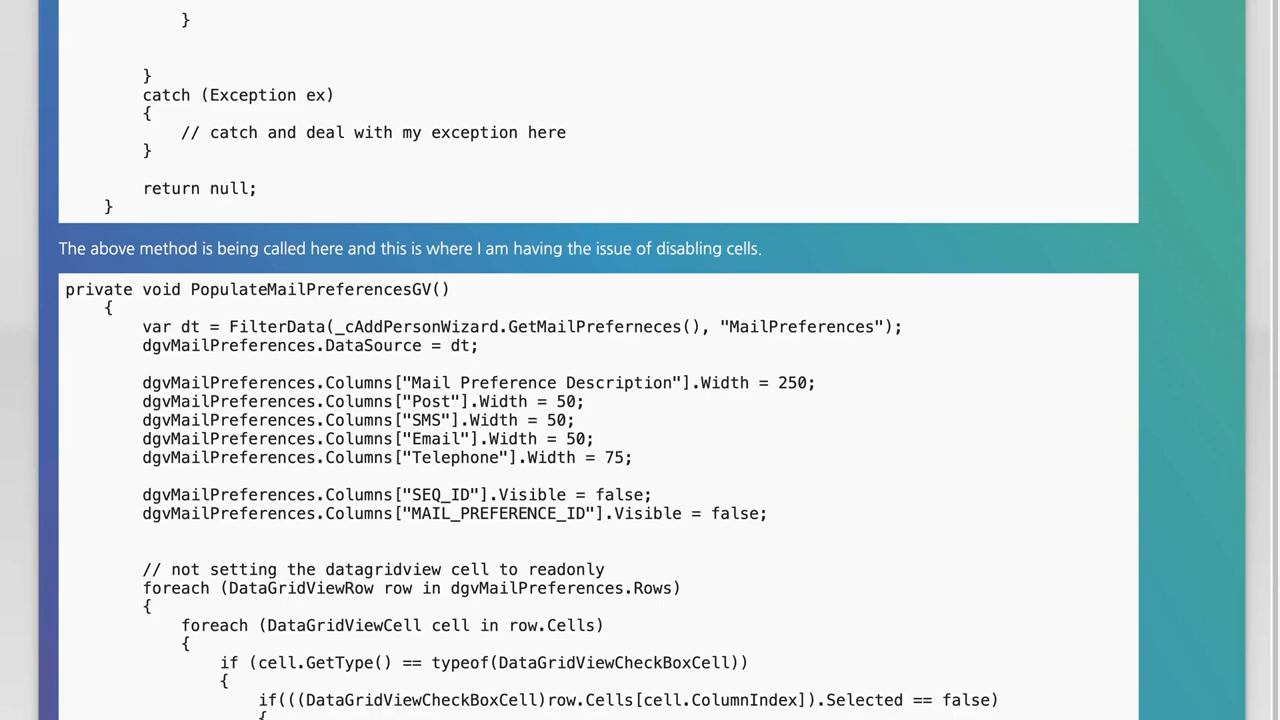 }
}
catch (Exception ex)
{
// catch and deal with my exception here
}
return null;
}
The above method is being called here and this is where I am having the issue of disabling cells.
private void PopulateMailPreferencesGV()
{
var dt = FilterData(_cAddPersonWizard.GetMailPreferneces(), "MailPreferences");
dgvMailPreferences.DataSource = dt;
dgvMailPreferences.Columns["Mail Preference Description"].Width = 250;
dgvMailPreferences.Columns["Post"].Width = 50;
dgvMailPreferences.Columns["SMS"].Width = 50;
dgvMailPreferences.Columns["Email"].Width = 50;
dgvMailPreferences.Columns["Telephone"].Width = 75;
dgvMailPreferences.Columns["SEQ_ID"].Visible = false;
dgvMailPreferences.Columns["MAIL_PREFERENCE_ID"].Visible = false;
// not setting the datagridview cell to readonly
foreach (DataGridViewRow row in dgvMailPreferences.Rows)
{
foreach (DataGridViewCell cell in row.Cells)
{
if (cell.GetType() == typeof(DataGridViewCheckBoxCell))
{
if(((DataGridViewCheckBoxCell)row.Cells[cell.ColumnIndex]).Selected == false)
{